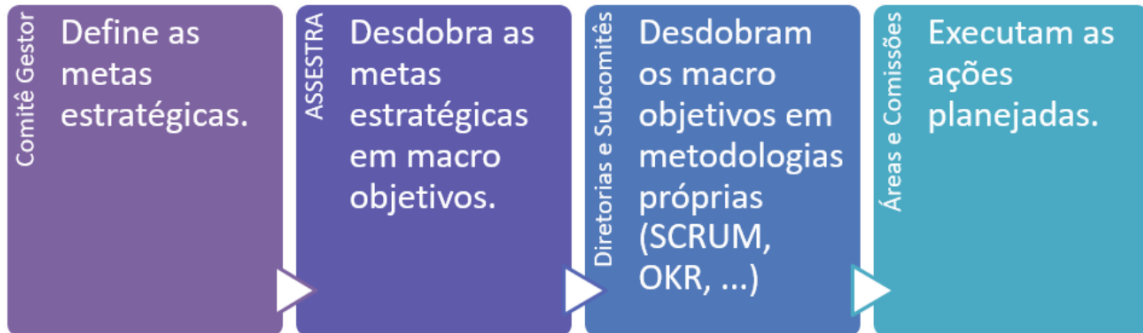 Comitê Gestor
Define as
metas
estratégicas.
ASSESTRA
Desdobra as
metas
estratégicas
em macro
objetivos.
Diretorias e Subcomitês
Desdobram
os macro
objetivos em
metodologias
próprias
(SCRUM,
OKR, ...)
Áreas e Comissões
Executam as
ações
planejadas.